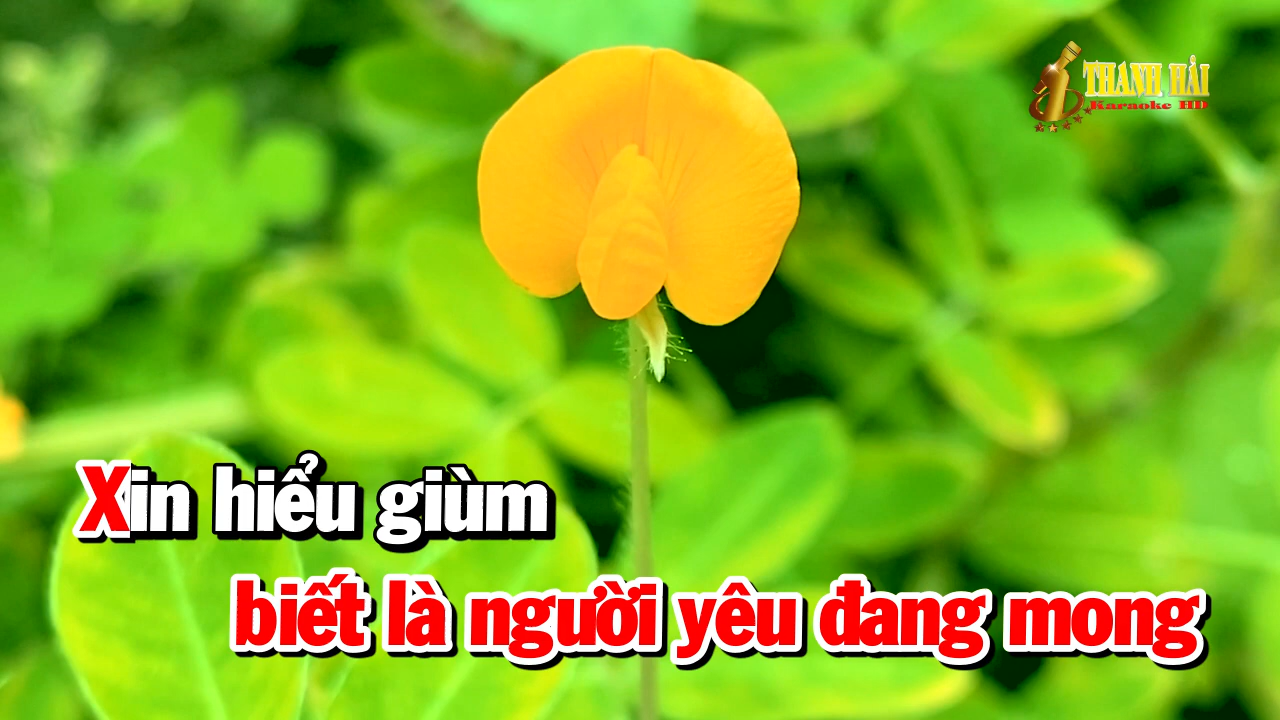 THANH HẢI
Karaoke HD
Xin hiểu giùm
biết là người yêu đang mong